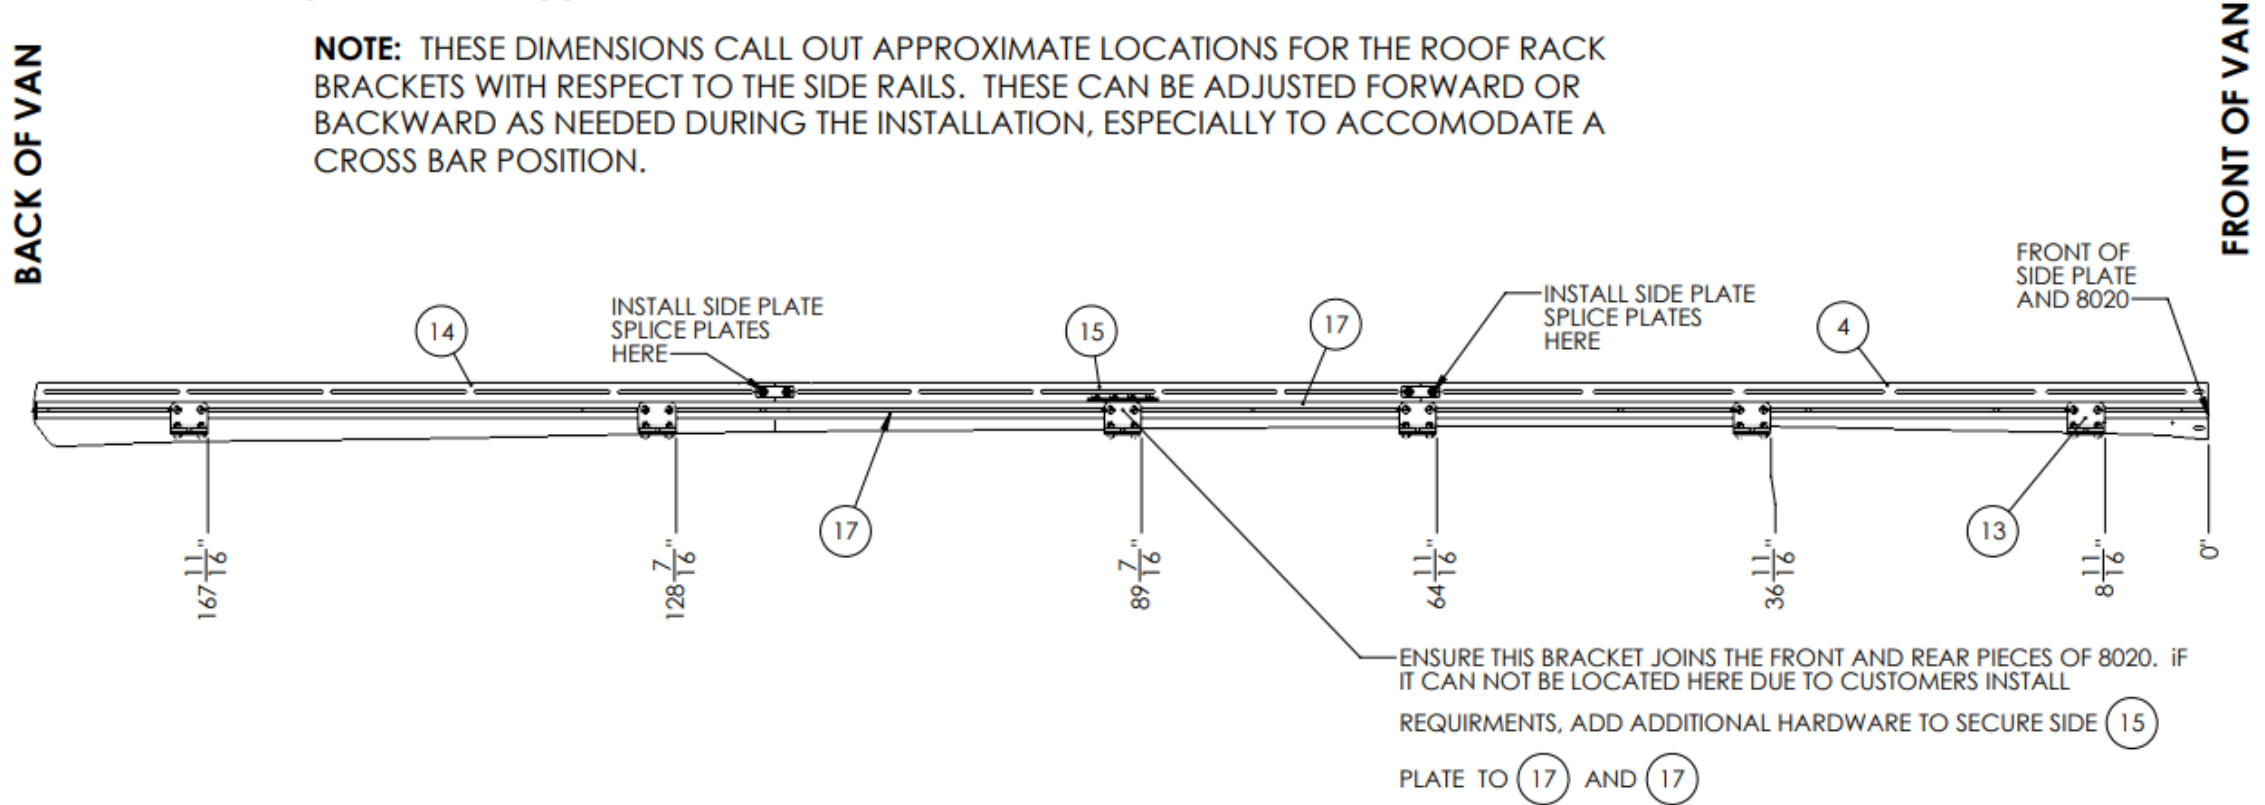 BACK OF VAN
NOTE: THESE DIMENSIONS CALL OUT APPROXIMATE LOCATIONS FOR THE ROOF RACK
BRACKETS WITH RESPECT TO THE SIDE RAILS. THESE CAN BE ADJUSTED FORWARD OR
BACKWARD AS NEEDED DURING THE INSTALLATION, ESPECIALLY TO ACCOMODATE A
CROSS BAR POSITION.
FRONT OF VAN
14
INSTALL SIDE PLATE
SPLICE PLATES
HERE
15
17
INSTALL SIDE PLATE
SPLICE PLATES
HERE
4
FRONT OF
SIDE PLATE
AND 8020
17
13
167 11/16"
128 7/16"
89 7/16"
64 11/16"
36 11/16"
8 11/16"
0"
ENSURE THIS BRACKET JOINS THE FRONT AND REAR PIECES OF 8020. iF
IT CAN NOT BE LOCATED HERE DUE TO CUSTOMERS INSTALL
REQUIRMENTS, ADD ADDITIONAL HARDWARE TO SECURE SIDE 15
PLATE TO 17 AND 17